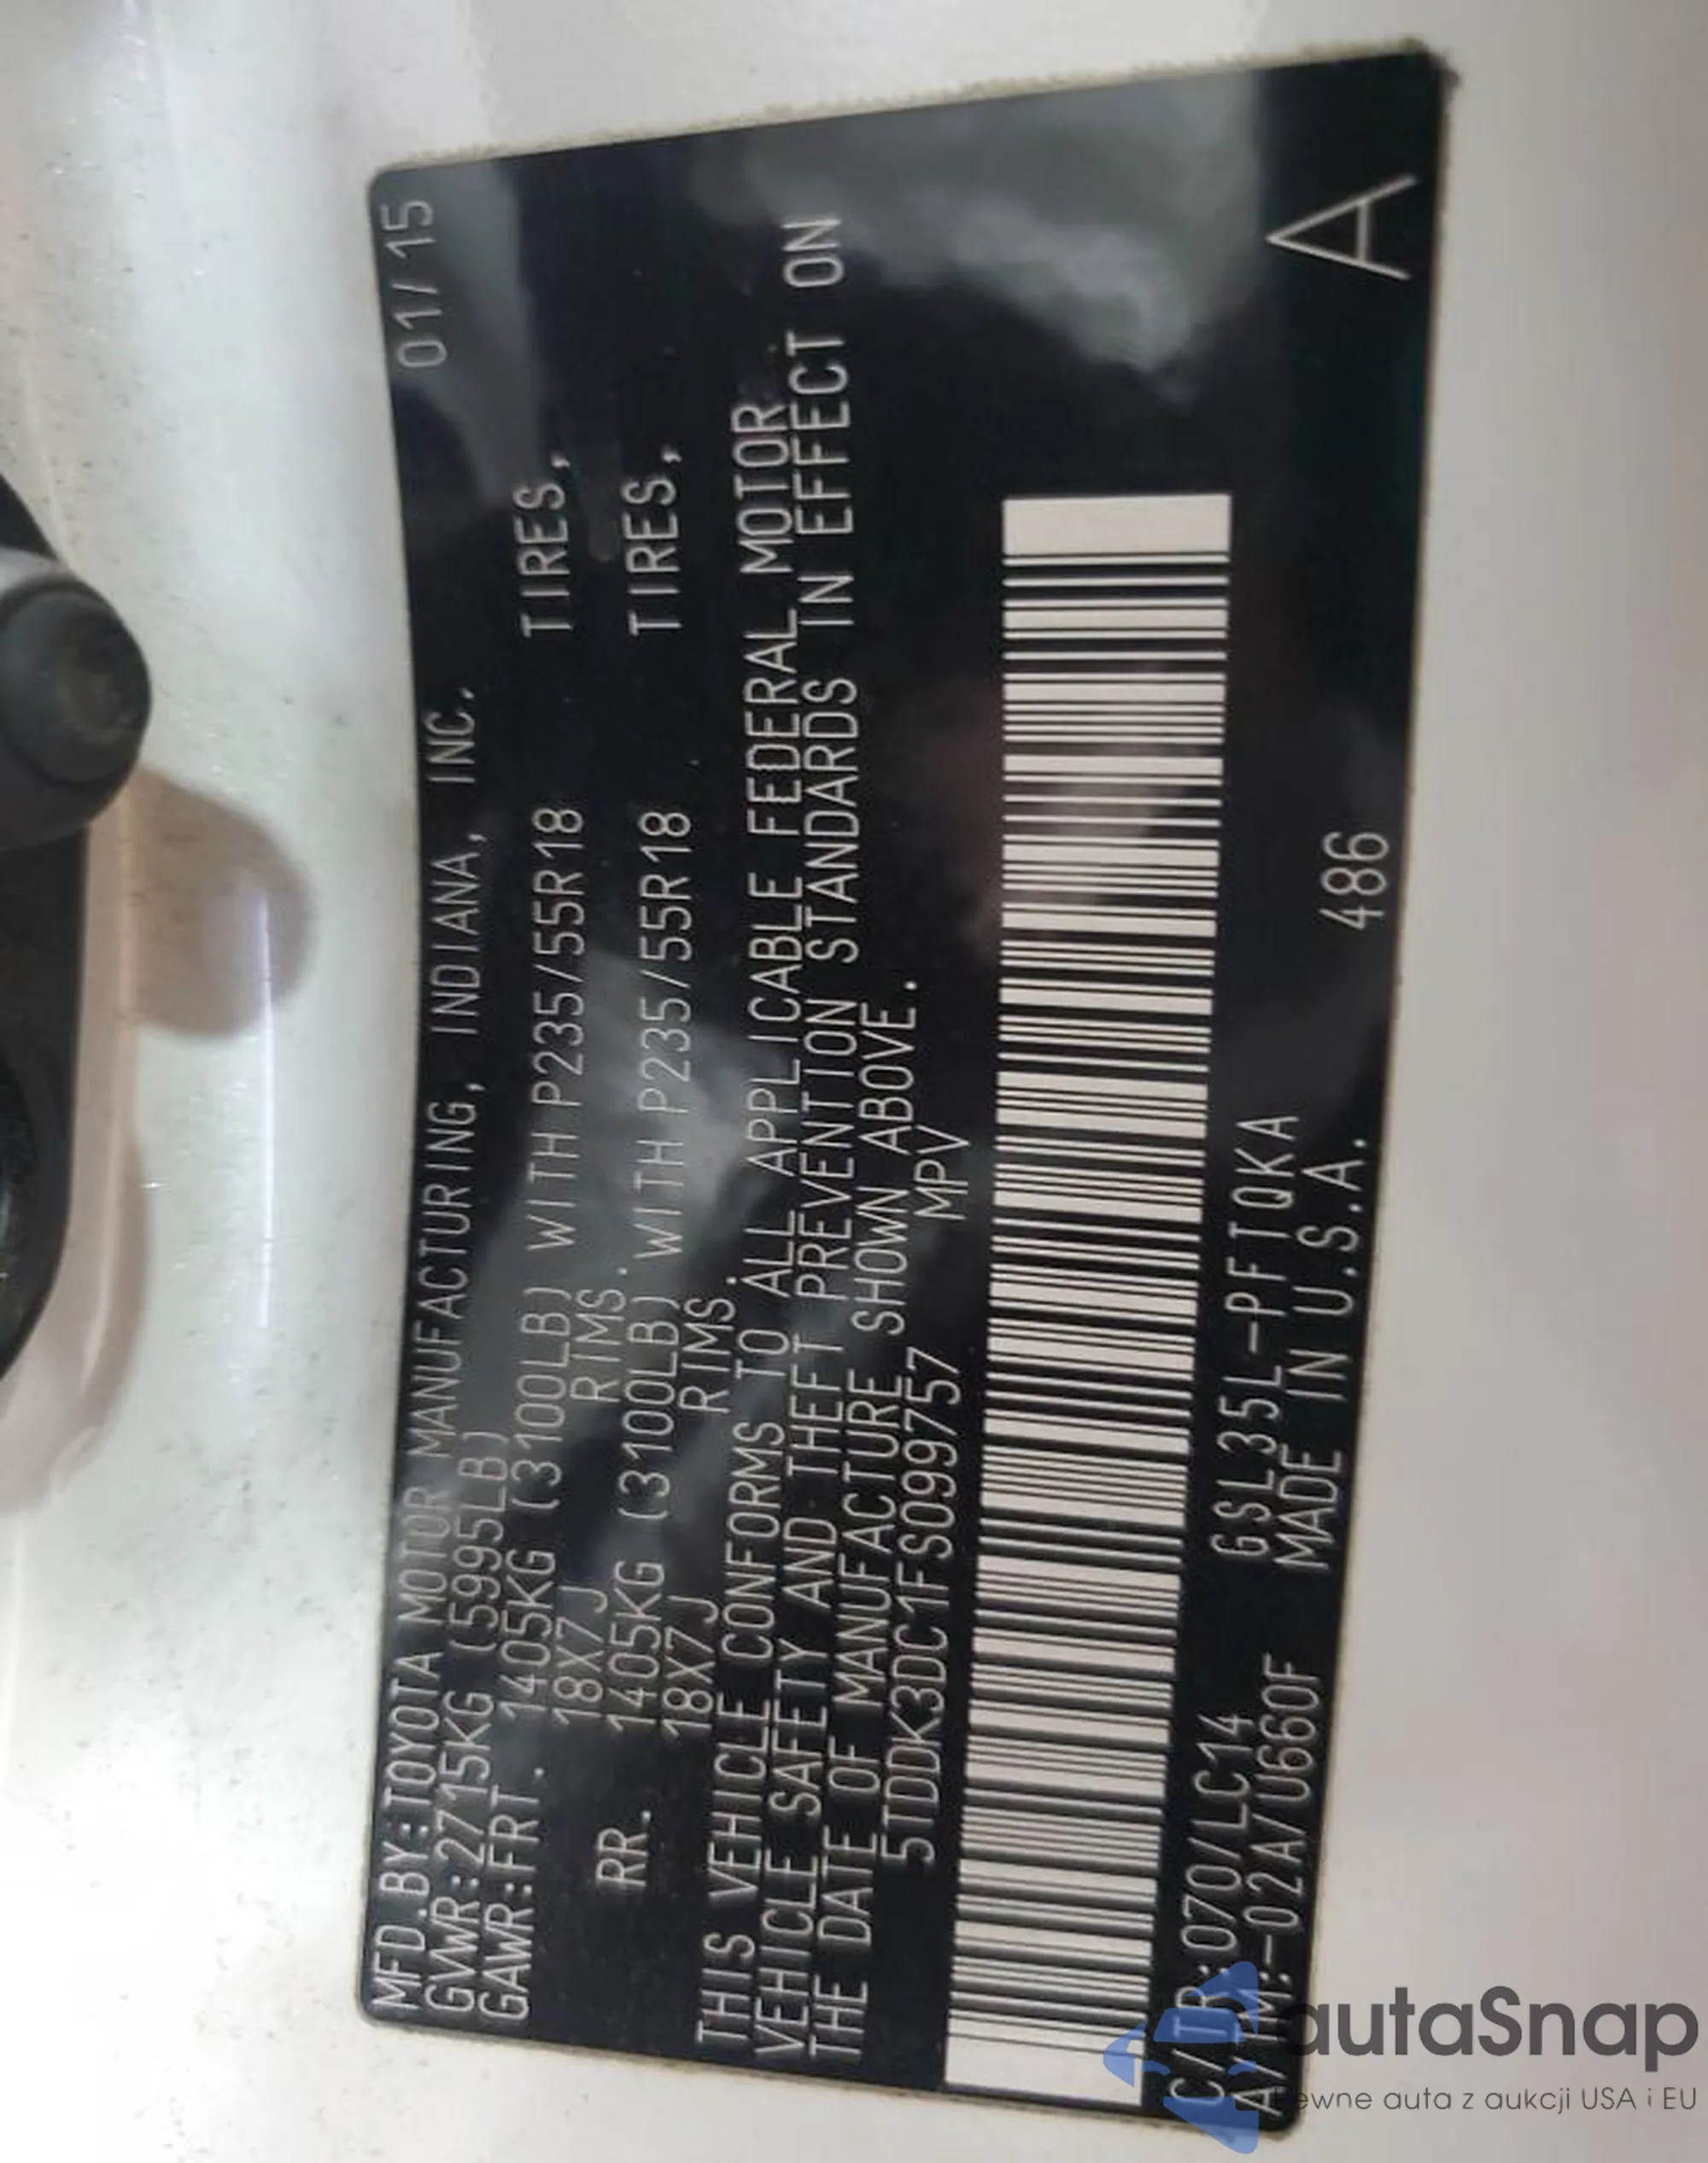 MFD.BY:TOYOTA MOTOR MANUFACTURING, INDIANA, INC. 01/15
GVWR:2715KG (5995LB)
GAWR:FRT. 1405KG (3100LB) WITH P235/55R18 TIRES,
18X7J RIMS.
RR. 1405KG (3100LB) WITH P235/55R18 TIRES,
18X7J RIMS.
THIS VEHICLE CONFORMS TO ALL APPLICABLE FEDERAL MOTOR
VEHICLE SAFETY AND THEFT PREVENTION STANDARDS IN EFFECT ON
THE DATE OF MANUFACTURE SHOWN ABOVE.
5TDDK3DC1FS099757 MPV
C/TR:070/LC14 GSL35L-PFTQKA
A/TM:-02A/U660F MADE IN U.S.A. 486
A
autaSnap
Pewne auta z aukcji USA i EU